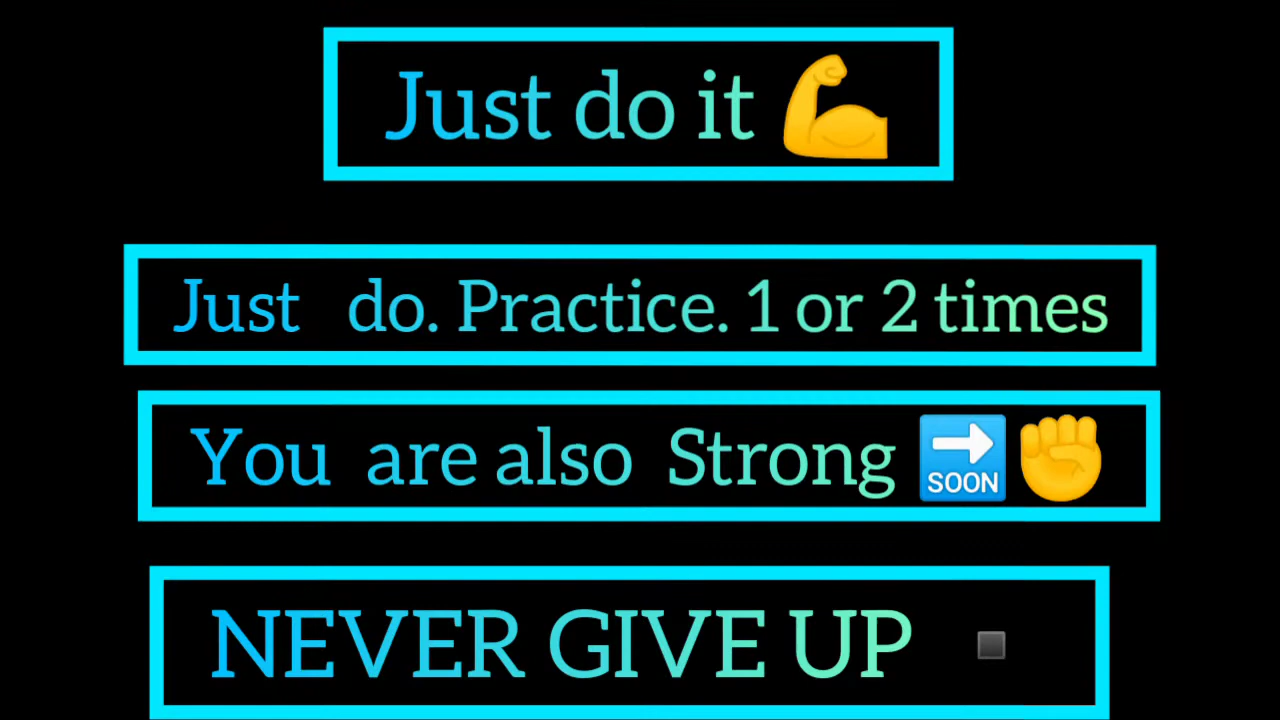 Just do it 💪
Just do. Practice. 1 or 2 times
You are also Strong 🔜✊
NEVER GIVE UP ▪️